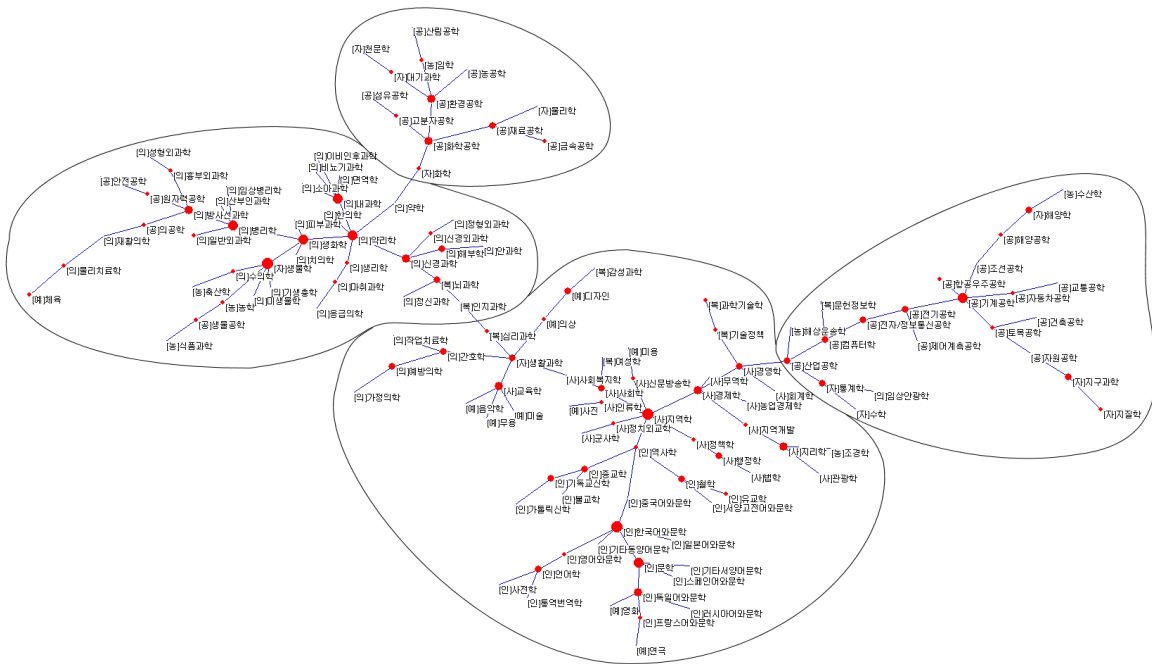 [공]산림공학
[자]천문학
[농]임학
[자]대기과학
[공]농공학
[공]섬유공학
[공]환경공학
[자]물리학
[공]고분자공학
[공]재료공학
[공]화학공학
[공]금속공학
[자]화학
[의]성형외과학
[의]이비인후과학
[의]비뇨기과학
[의]흉부외과학
[의]면역학
[공]안전공학
[의]임상병리학
[의]소아과학
[공]원자력공학
[의]산부인과학
[의]내과학
[의]약학
[의]방사선과학
[의]한의학
[의]정형외과학
[공]의공학
[의]병리학
[의]피부과학
[의]약리학
[의]신경외과학
[의]재활의학
[의]일반외과학
[의]생화학
[의]해부학
[의]안과학
[의]치의학
[의]신경과학
[의]물리치료학
[자]생물학
[의]생리학
[의]수의학
[의]마취과학
[복]뇌과학
[농]축산학
[의]기생충학
[예]체육
[농]농학
[의]미생물학
[의]정신과학
[의]응급의학
[복]인지과학
[공]생물공학
[농]식품과학
[복]감성과학
[예]디자인
[예]의상
[복]심리과학
[의]작업치료학
[의]간호학
[자]생활과학
[의]예방의학
[사]교육학
[의]가정의학
[예]음악학
[예]미술
[예]무용
[복]과학기술학
[복]기술정책
[예]미용
[복]여성학
[사]사회복지학
[사]신문방송학
[사]무역학
[사]경영학
[사]사회학
[사]경제학
[사]회계학
[예]사진
[사]인류학
[사]농업경제학
[사]지역학
[사]군사학
[사]정치외교학
[사]지역개발
[사]정책학
[사]지리학
[농]조경학
[인]역사학
[사]행정학
[사]법학
[사]관광학
[인]종교학
[인]기독교신학
[인]철학
[인]불교학
[인]유교학
[인]가톨릭신학
[인]중국어와문학
[인]서양고전어와문학
[인]한국어와문학
[인]일본어와문학
[인]기타동양어문학
[인]영어와문학
[인]문학
[인]기타서양어문학
[인]언어학
[인]스페인어와문학
[인]사전학
[인]통역번역학
[인]독일어와문학
[예]영화
[인]러시아어와문학
[인]프랑스어와문학
[예]연극
[농]수산학
[자]해양학
[공]해양공학
[공]조선공학
[공]항공우주공학
[공]교통공학
[복]문헌정보학
[공]기계공학
[공]자동차공학
[공]전기공학
[농]해상운송학
[공]전자/정보통신공학
[공]건축공학
[공]토목공학
[공]컴퓨터학
[공]제어계측공학
[공]산업공학
[공]자원공학
[자]통계학
[자]지구과학
[의]임상안광학
[자]수학
[자]지질학